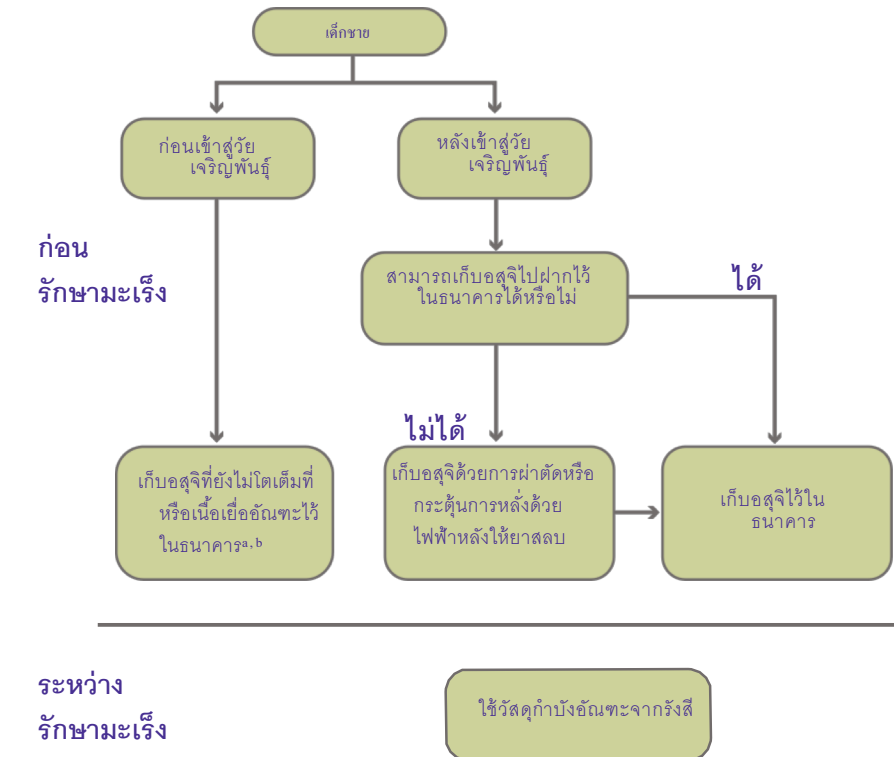 เด็กชาย
ก่อนเข้าสู่วัย
เจริญพันธุ์
หลังเข้าสู่วัย
เจริญพันธุ์
ก่อน
รักษามะเร็ง
สามารถเก็บอสุจิไปฝากไว้
ในธนาคารได้หรือไม่
ได้
ไม่ได้
เก็บอสุจิที่ยังไม่โตเต็มที่
หรือเนื้อเยื่ออัณฑะไว้
ในธนาคารᵃ,ᵇ
เก็บอสุจิด้วยการผ่าตัดหรือ
กระตุ้นการหลั่งด้วย
ไฟฟ้าหลังให้ยาสลบ
เก็บอสุจิไว้ใน
ธนาคาร
ระหว่าง
รักษามะเร็ง
ใช้วัสดุกำบังอัณฑะจากรังสี